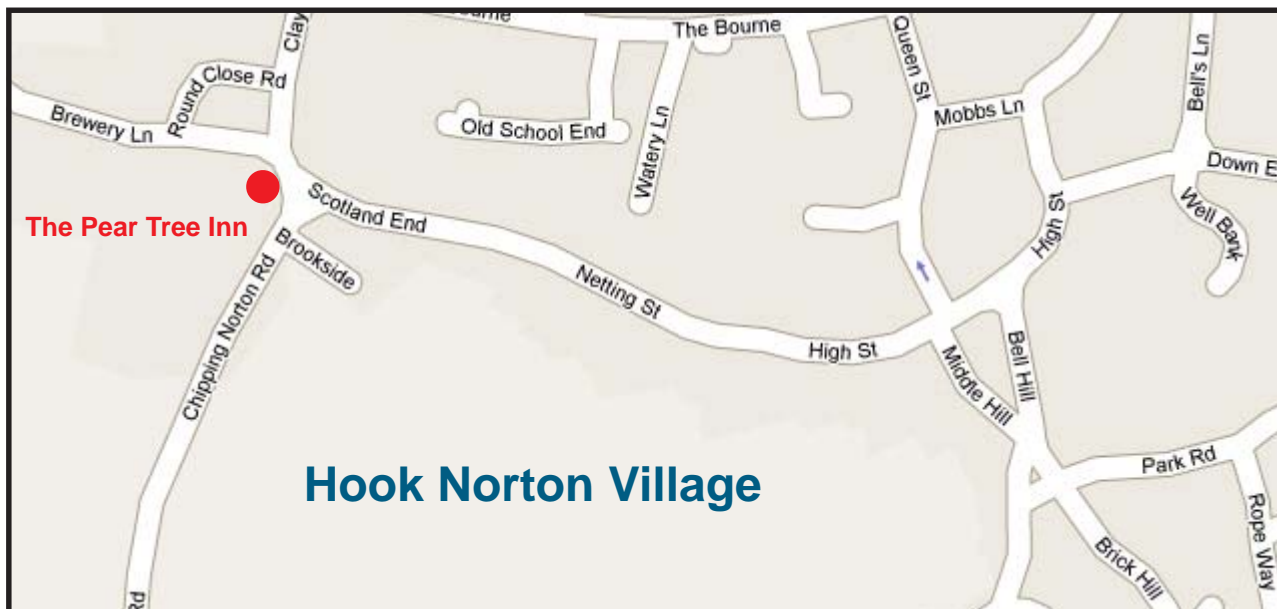 ourne
The Bourne
Clay
Close Rd
Round
Brewery Ln
Old School End
Watery Ln
Queen St
Mobbs Ln
Bell's Ln
Down E
Well Bank
Scotland End
The Pear Tree Inn
Brookside
Netting St
High St
High St
Chipping Norton Rd
Middle Hill
Bell Hill
Park Rd
Hook Norton Village
Rope Way
Brick Hill
Rd